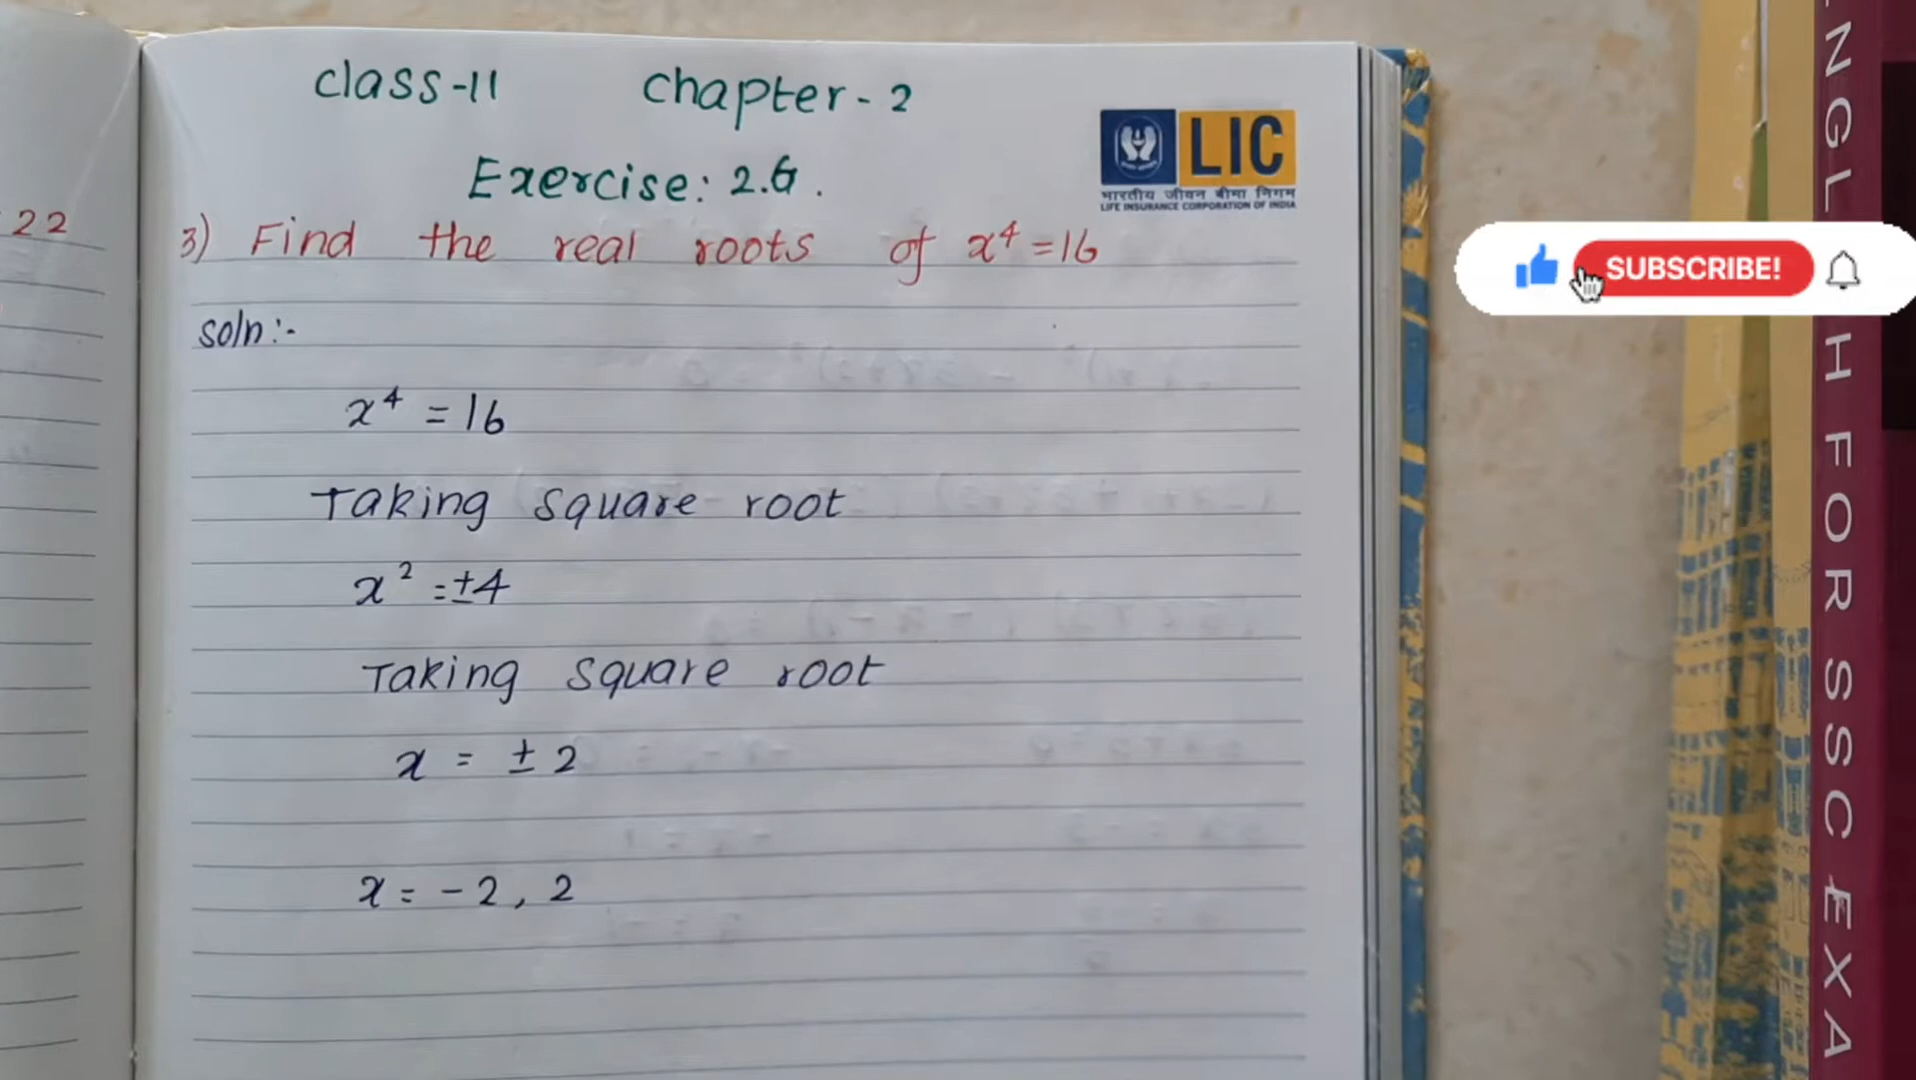 class-11 chapter-2
Exercise: 2.6.
22
3) Find the real roots of x⁴ = 16
soln:-
x⁴ = 16
Taking square root
x² = ±4
Taking square root
x = ± 2
x = -2, 2
LIC
भारतीय जीवन बीमा निगम
LIFE INSURANCE CORPORATION OF INDIA
SUBSCRIBE!
NGLISH FOR SSC EXA